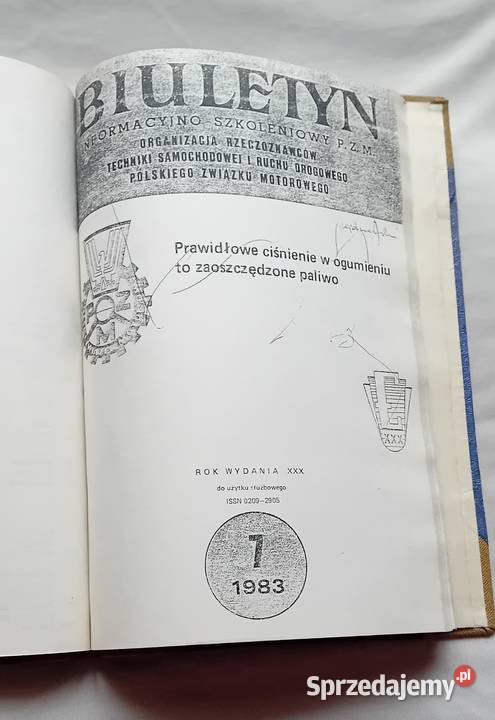 BIULETYN
INFORMACYJNO SZKOLENIOWY P.Z.M.
ORGANIZACJA RZECZOZNAWCÓW
TECHNIKI SAMOCHODOWEJ I RUCHU DROGOWEGO
POLSKIEGO ZWIĄZKU MOTOROWEGO
Prawidłowe ciśnienie w ogumieniu
to zaoszczędzone paliwo
XXX
ROK WYDANIA XXX
do użytku służbowego
ISSN 0209-2905
7
1983
Sprzedajemy.pl